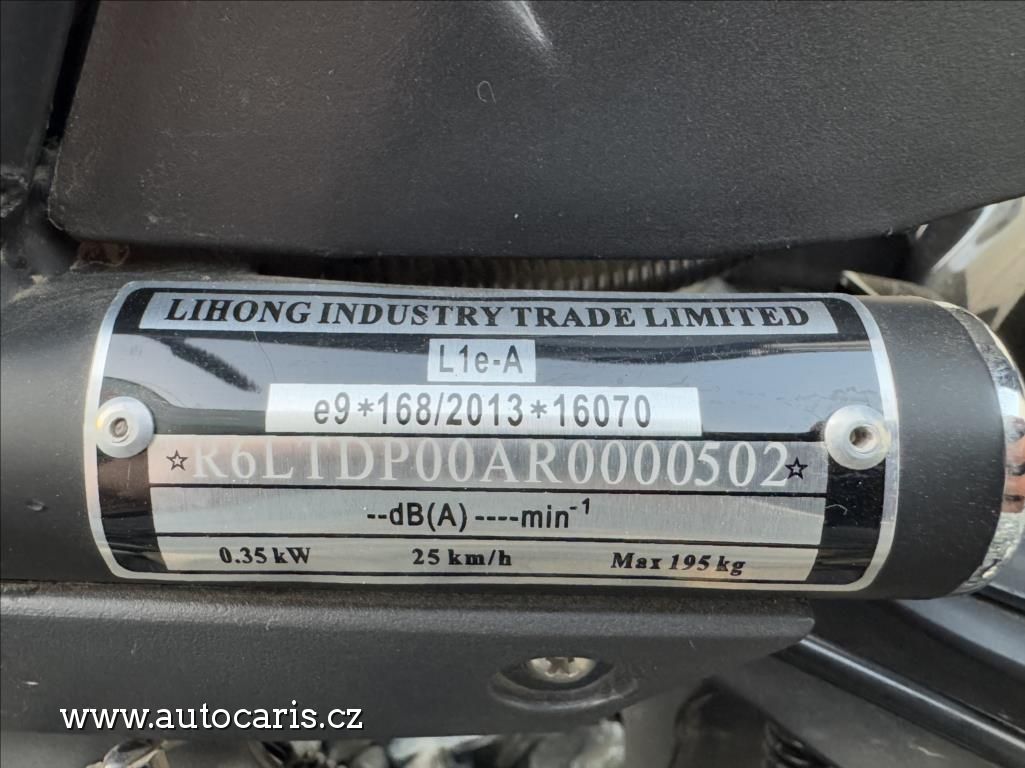 LIHONG INDUSTRY TRADE LIMITED
L1e-A
e9*168/2013*16070
☆R6LTDP00AR0000502☆
--dB(A) ----min⁻¹
0.35 kW 25 km/h Max 195 kg
www.autocaris.cz